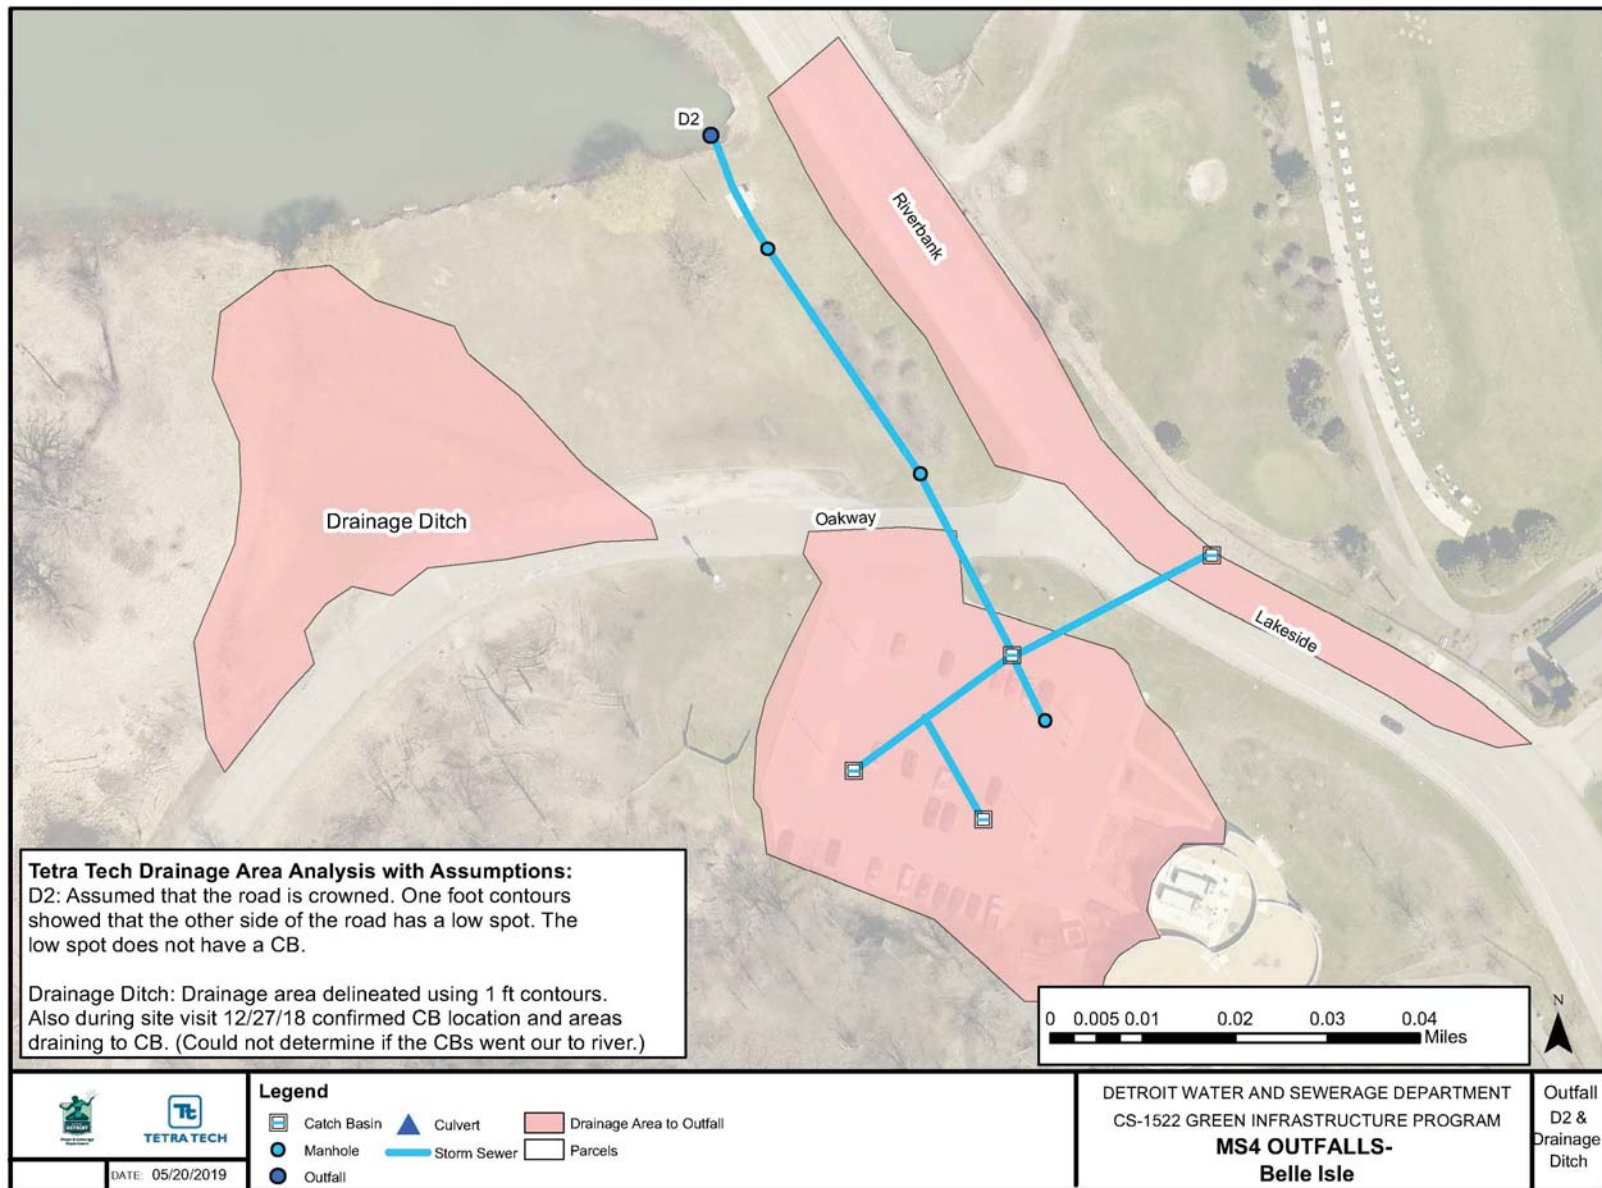 D2
Riverbank
Drainage Ditch
Oakway
Lakeside
Tetra Tech Drainage Area Analysis with Assumptions:
D2: Assumed that the road is crowned. One foot contours
showed that the other side of the road has a low spot. The
low spot does not have a CB.
Drainage Ditch: Drainage area delineated using 1 ft contours.
Also during site visit 12/27/18 confirmed CB location and areas
draining to CB. (Could not determine if the CBs went our to river.)
0 0.005 0.01 0.02 0.03 0.04
Miles
N
DETROIT
TETRA TECH
DATE: 05/20/2019
Legend
Catch Basin
Manhole
Outfall
Culvert
Storm Sewer
Drainage Area to Outfall
Parcels
DETROIT WATER AND SEWERAGE DEPARTMENT
CS-1522 GREEN INFRASTRUCTURE PROGRAM
MS4 OUTFALLS-
Belle Isle
Outfall
D2 &
Drainage
Ditch